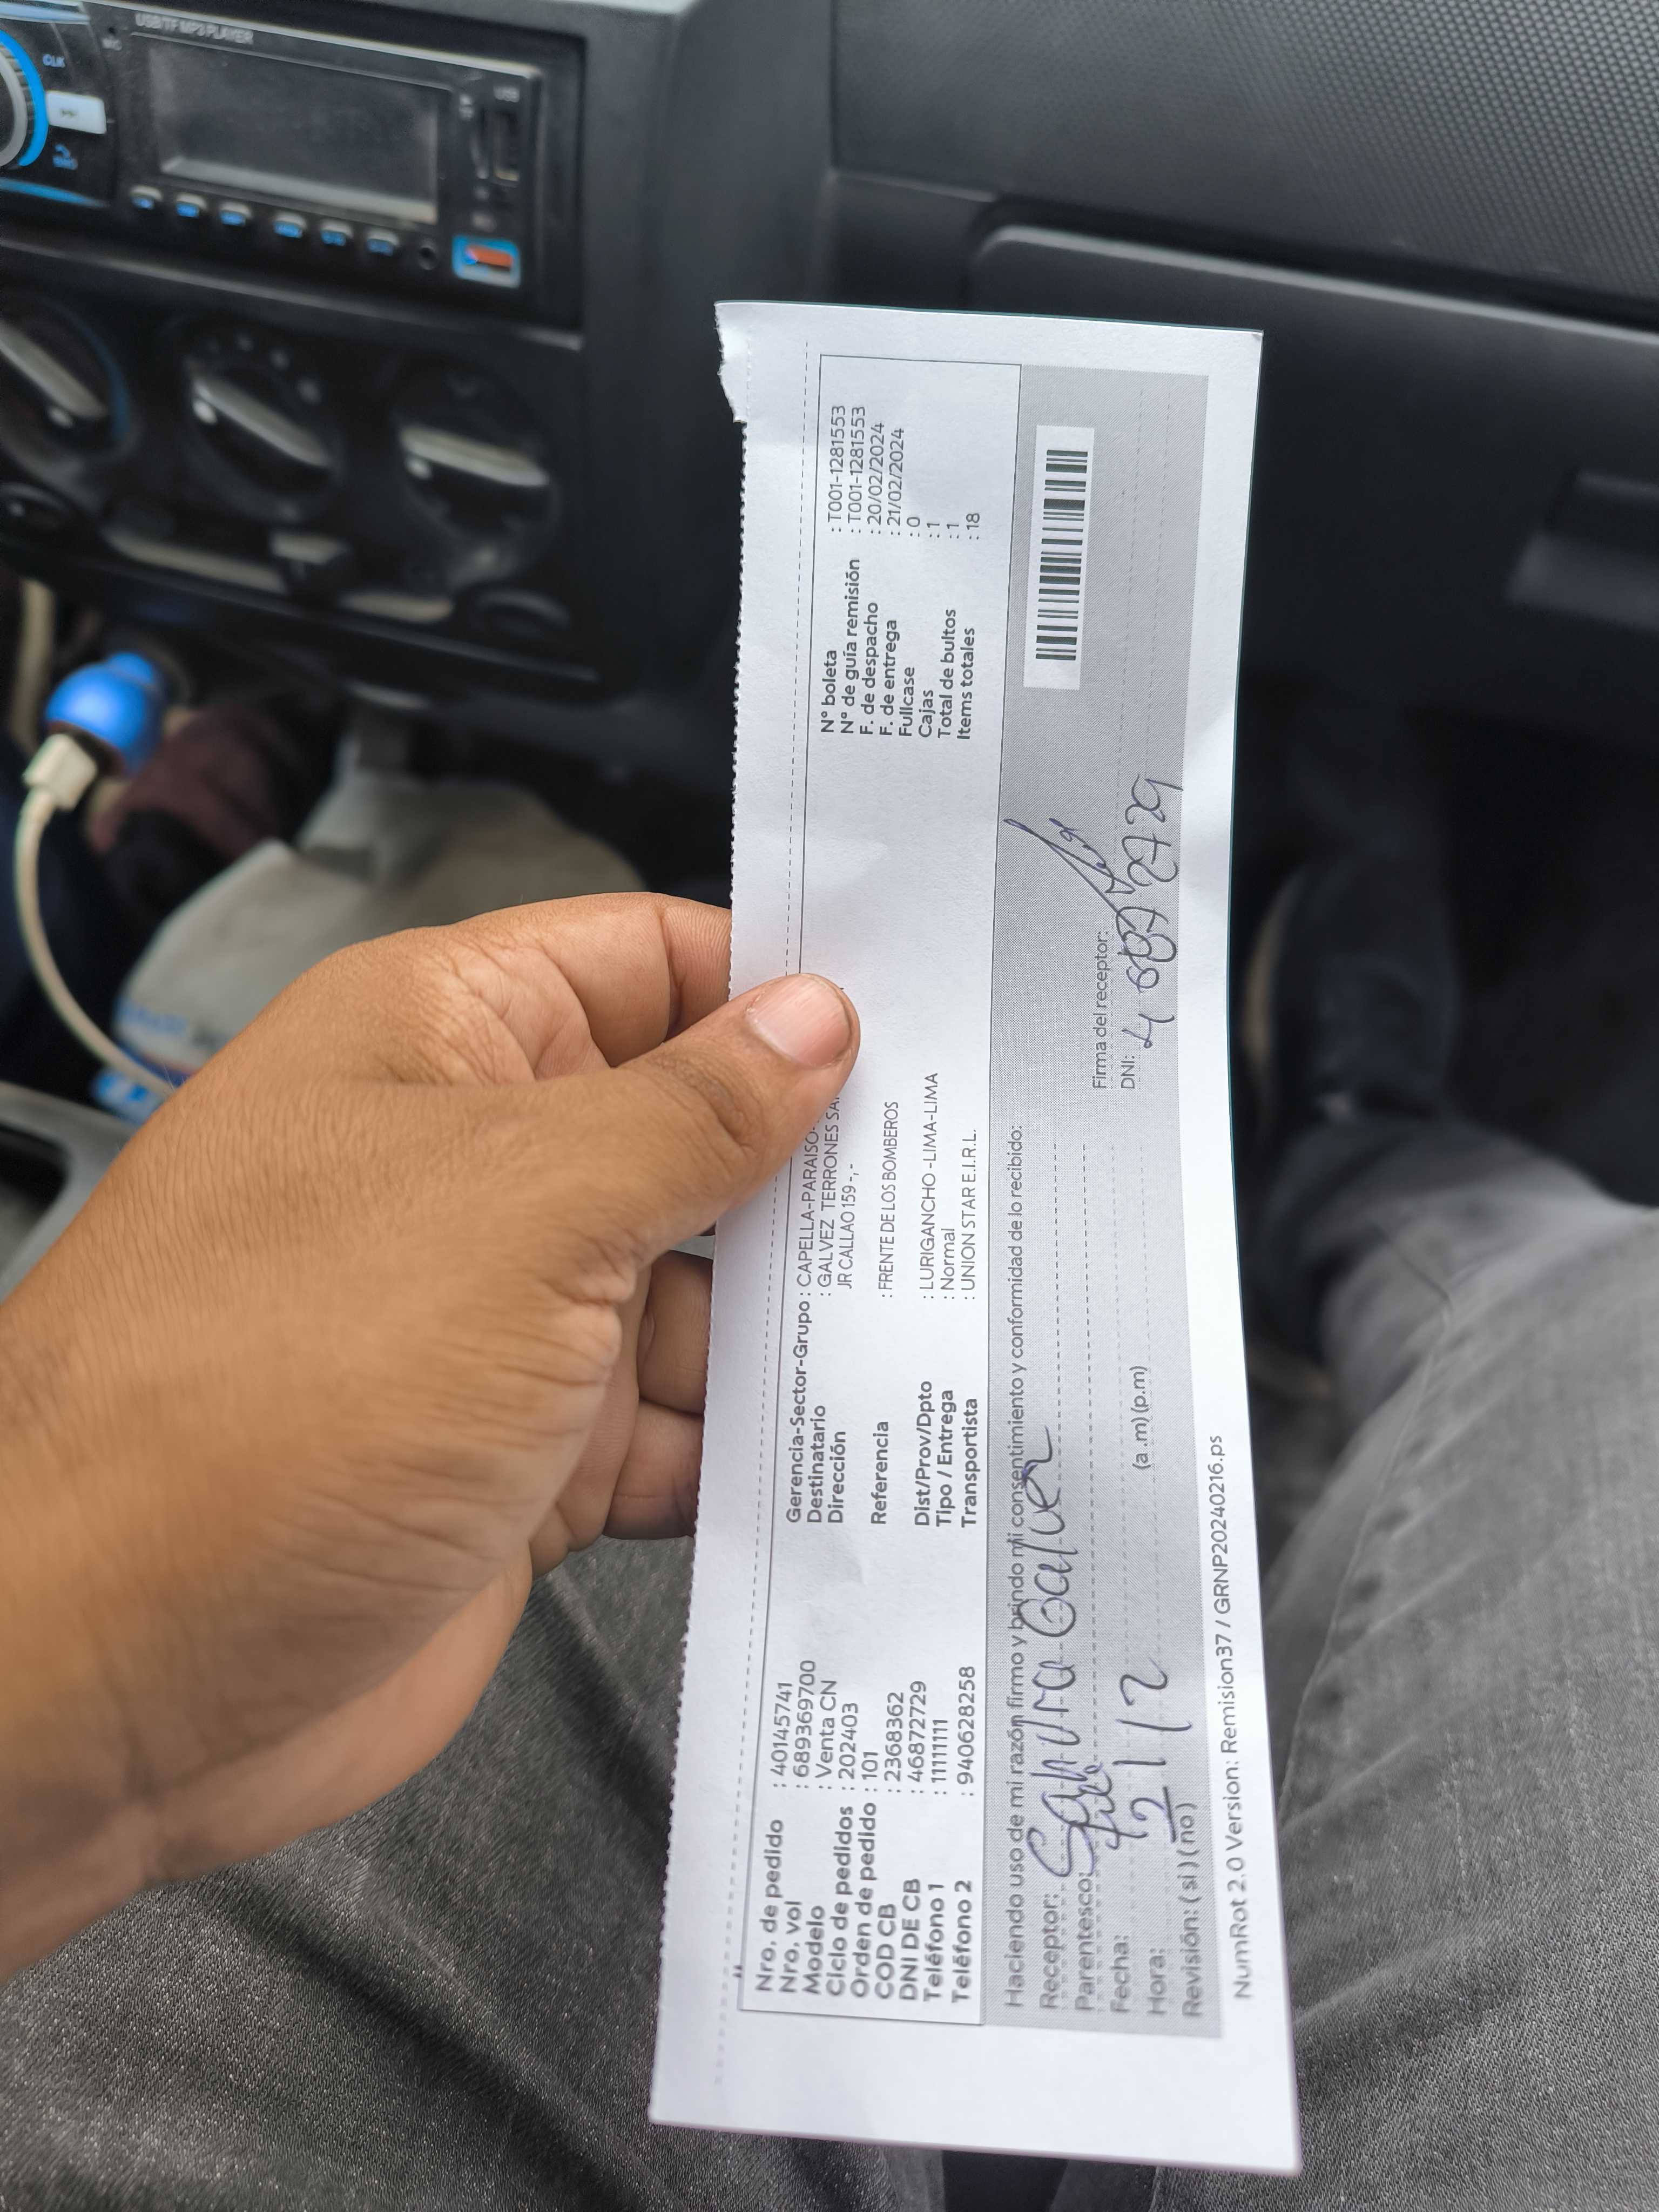 USB/TF MP3 PLAYER
CLK
USB
Nro. de pedido : 40145741
Nro, vol : 689369700
Modelo : Venta CN
Ciclo de pedidos : 202403
Orden de pedido : 101
COD CB : 2368362
DNI DE CB : 46872729
Teléfono 1 : 11111111
Teléfono 2 : 940628258
Gerencia-Sector-Grupo : CAPELLA-PARAISO-
Destinatario : GALVEZ TERRONES SA
Dirección JR CALLAO 159 -, -
Referencia : FRENTE DE LOS BOMBEROS
Dist/Prov/Dpto : LURIGANCHO -LIMA-LIMA
Tipo / Entrega : Normal
Transportista : UNION STAR E.I.R.L.
N° boleta : T001-1281553
N° de guía remisión : T001-1281553
F. de despacho : 20/02/2024
F. de entrega : 21/02/2024
Fullcase : 0
Cajas : 1
Total de bultos : 1
Items totales : 18
Haciendo uso de mi razón firmo y brindo mi consentimiento y conformidad de lo recibido:
Receptor: Galvez
Parentesco:
Fecha: 21/2
Hora: (a.m) (p.m)
Revisión: ( si ) ( no )
Firma del receptor:
DNI: 46872729
NumRot 2.0 Version: Remision37 / GRNP20240216.ps